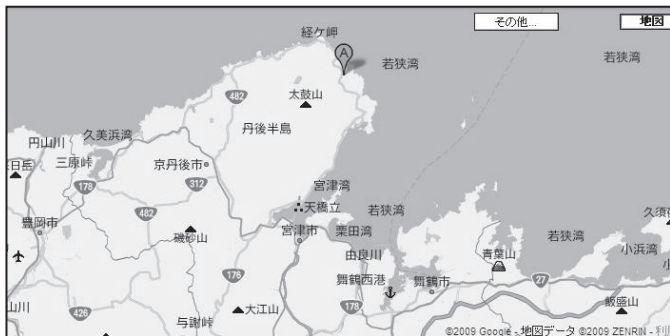 その他...
地図
経ケ岬
A
若狭湾
若狭湾
482
太鼓山
丹後半島
久美浜湾
円山川
三原峠
京丹後市
178
312
宮津湾
天橋立
482
若狭湾
豊岡市
磯砂山
宮津市
栗田湾
若狭湾
小浜湾
由良川
青葉山
176
舞鶴西港
舞鶴市
27
山川
426
与謝峠
大江山
178
飯盛山
©2009 Google - 地図データ ©2009 ZENRIN -